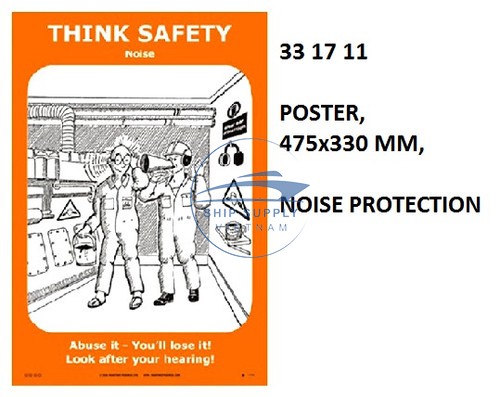 THINK SAFETY
Noise
33 17 11
POSTER,
475x330 MM,
NOISE PROTECTION
SHIP SUPPLY
VIETNAM
Abuse it - You'll lose it!
Look after your hearing!